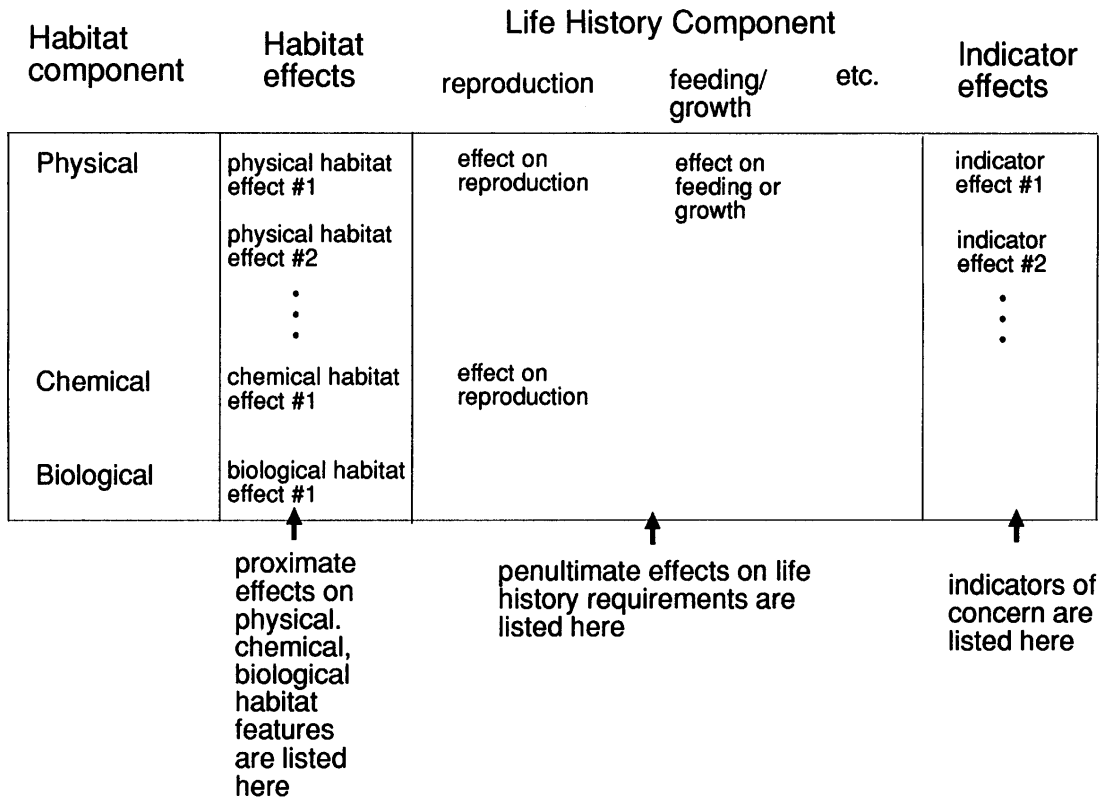 Habitat
component
Habitat
effects
Life History Component
reproduction
feeding/
growth
etc.
Indicator
effects
Physical
physical habitat
effect #1
effect on
reproduction
effect on
feeding or
growth
indicator
effect #1
physical habitat
effect #2
indicator
effect #2
Chemical
chemical habitat
effect #1
effect on
reproduction
Biological
biological habitat
effect #1
proximate
effects on
physical.
chemical,
biological
habitat
features
are listed
here
penultimate effects on life
history requirements are
listed here
indicators of
concern are
listed here